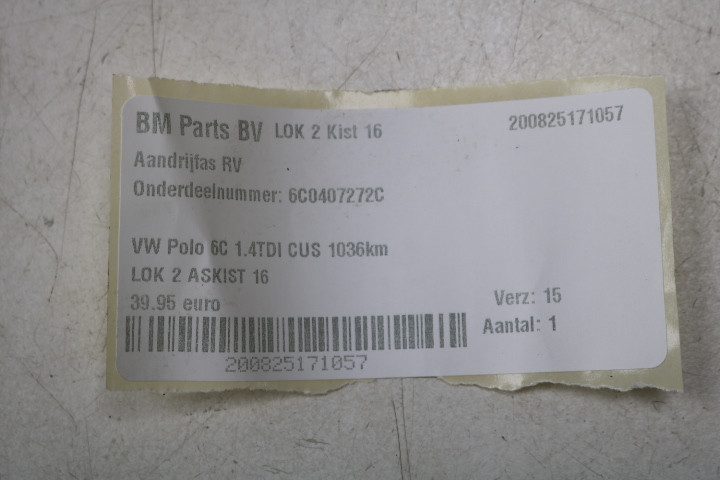 BM Parts BV LOK 2 Kist 16 200825171057
Aandrijfas RV
Onderdeelnummer: 6C0407272C
VW Polo 6C 1.4TDI CUS 1036km
LOK 2 ASKIST 16
39.95 euro Verz: 15
Aantal: 1
200825171057